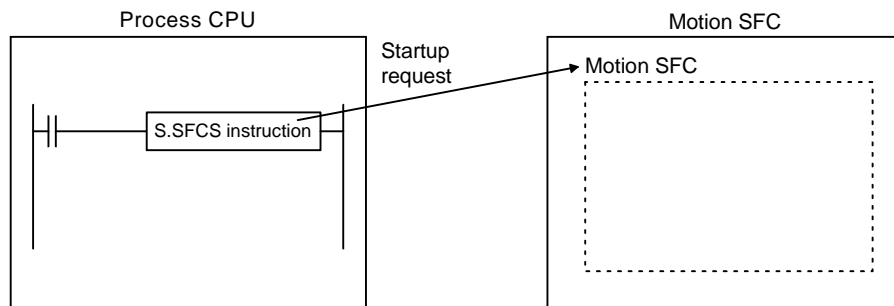 Process CPU
Motion SFC
Startup
request
Motion SFC
S.SFCS instruction